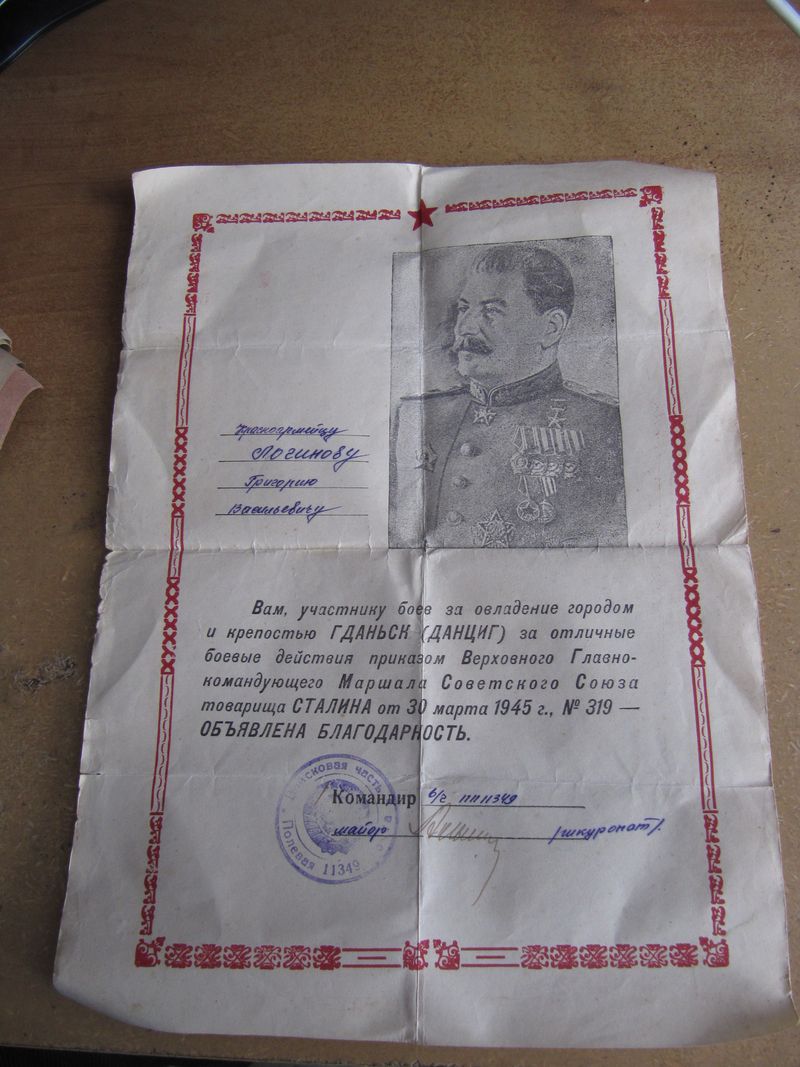 Красноармейцу
Логинову
Григорию
Васильевичу
Вам, участнику боев за овладение городом
и крепостью ГДАНЬСК (ДАНЦИГ) за отличные
боевые действия приказом Верховного Главно-
командующего Маршала Советского Союза
товарища СТАЛИНА от 30 марта 1945 г., № 319 —
ОБЪЯВЛЕНА БЛАГОДАРНОСТЬ.
Войсковая часть
Полевая
11349
Командир в/ч пп 11349
майор /Шкуропат/.